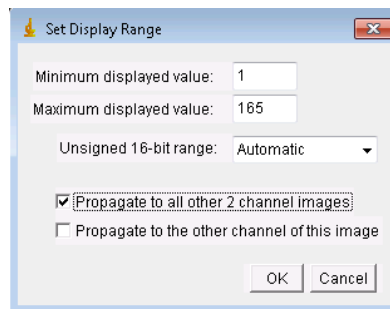 Set Display Range
Minimum displayed value: 1
Maximum displayed value: 165
Unsigned 16-bit range: Automatic
Propagate to all other 2 channel images
Propagate to the other channel of this image
OK Cancel